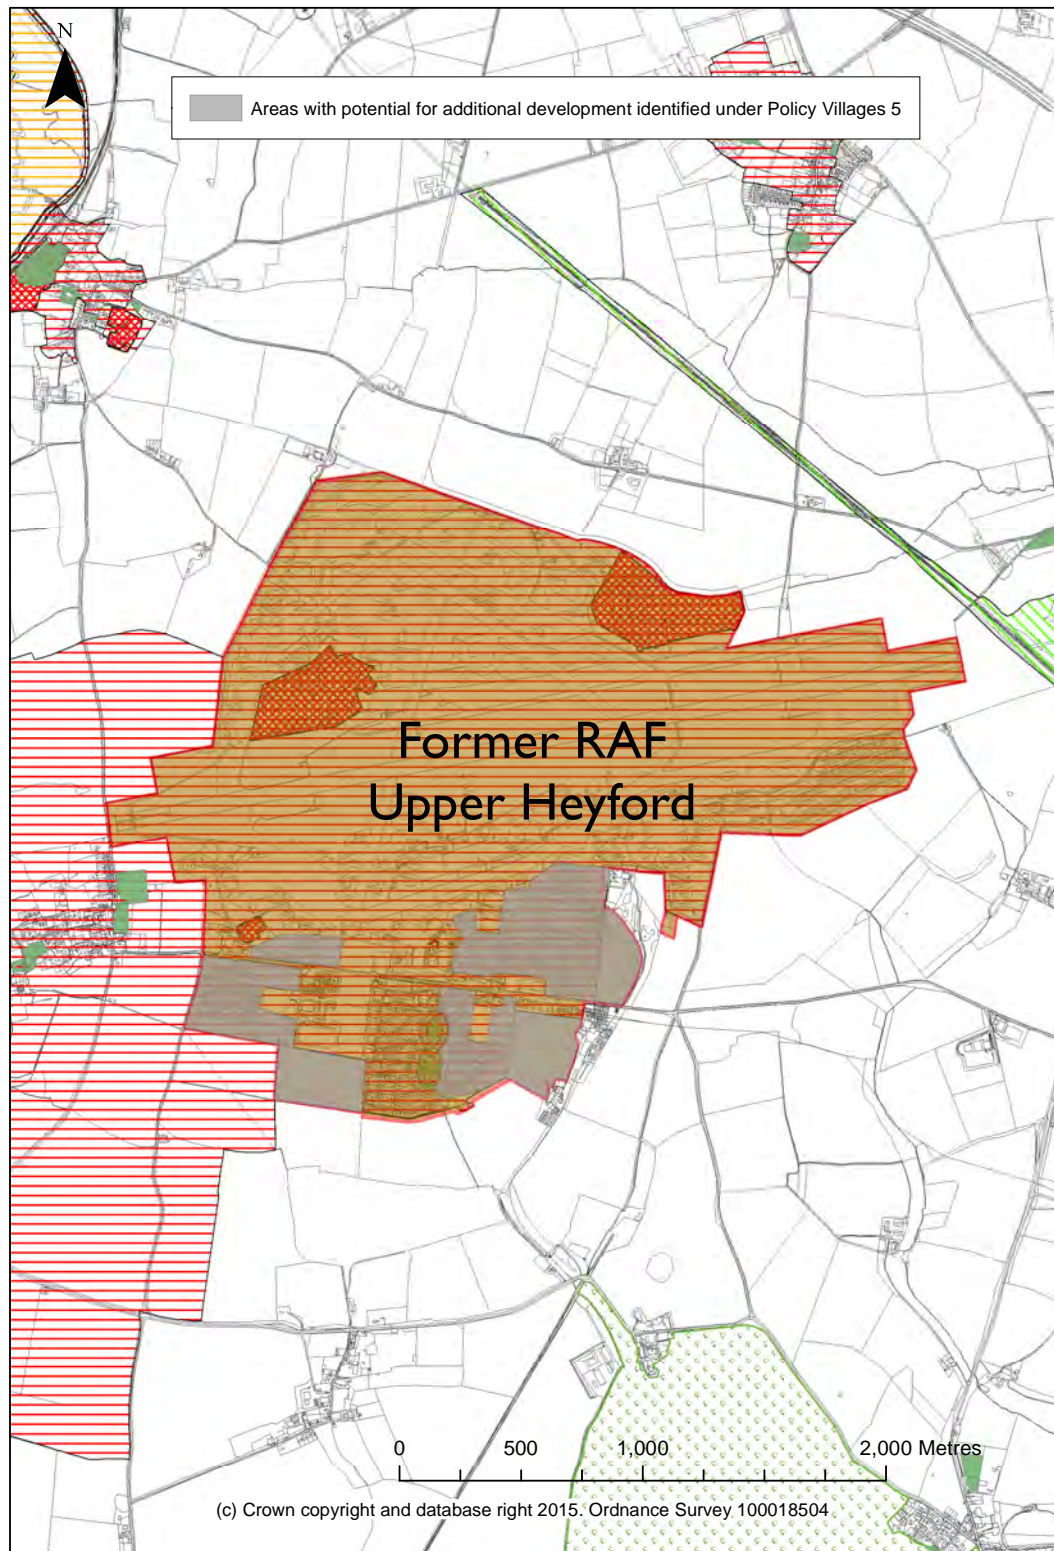 N
Areas with potential for additional development identified under Policy Villages 5
Former RAF
Upper Heyford
0 500 1,000 2,000 Metres
(c) Crown copyright and database right 2015. Ordnance Survey 100018504